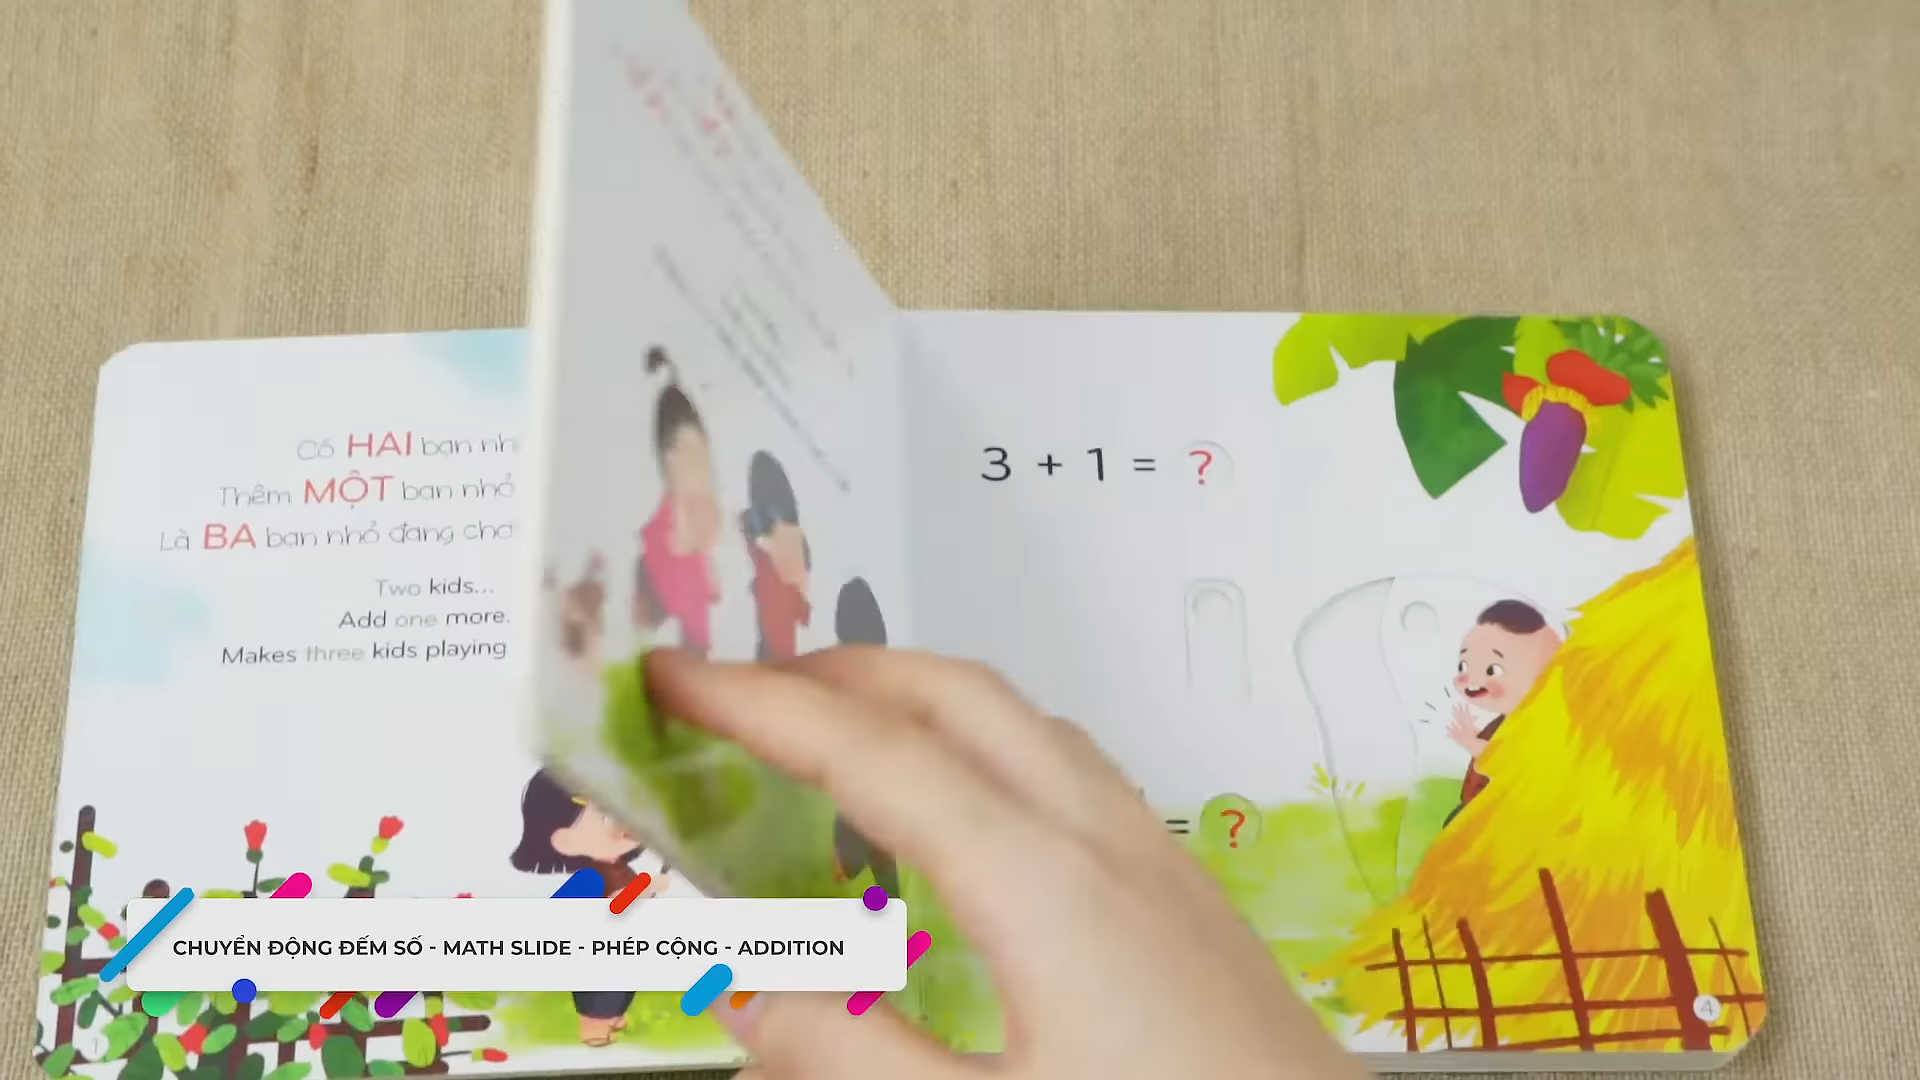 Có HAI bạn nh
Thêm MỘT bạn nhỏ
Là BA bạn nhỏ đang chơ
Two kids...
Add one more.
Makes three kids playing
3 + 1 = ?
= ?
CHUYỂN ĐỘNG ĐẾM SỐ - MATH SLIDE - PHÉP CỘNG - ADDITION
1
4